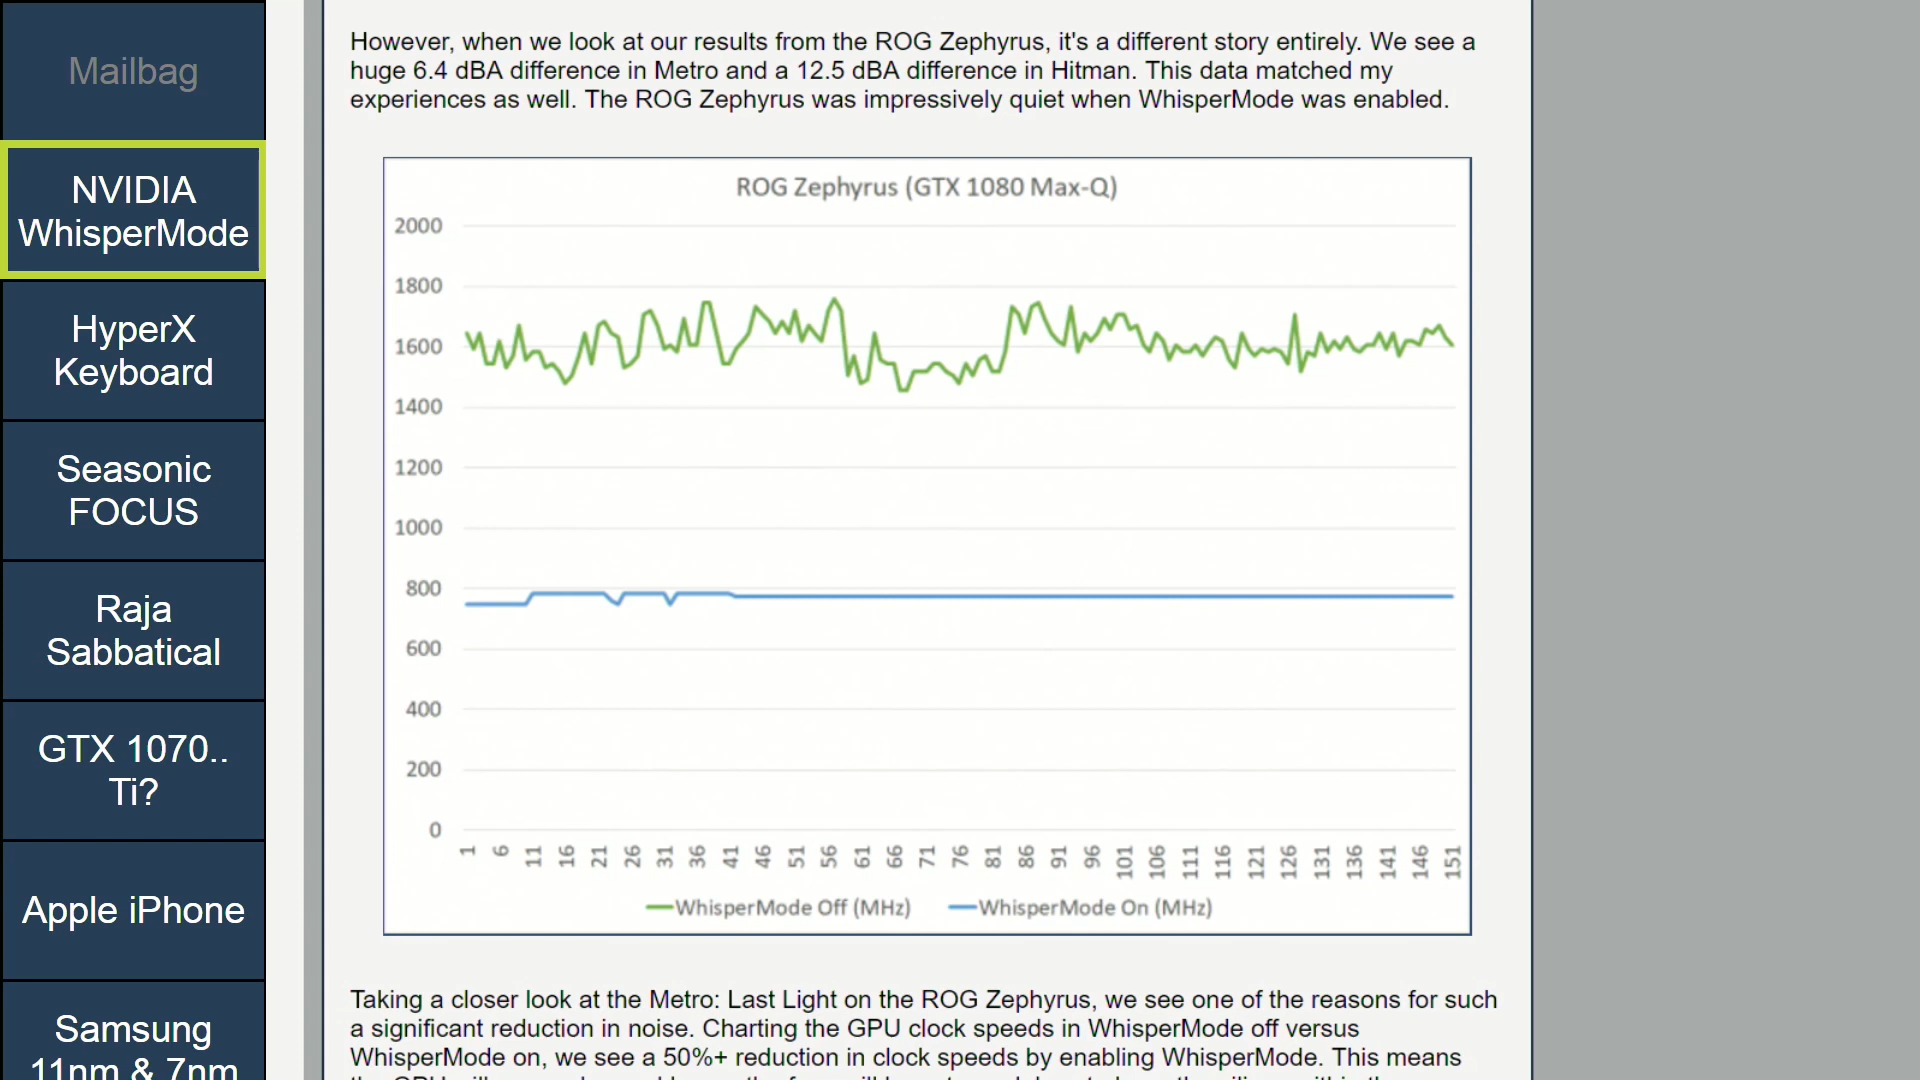 Mailbag
NVIDIA
WhisperMode
HyperX
Keyboard
Seasonic
FOCUS
Raja
Sabbatical
GTX 1070..
Ti?
Apple iPhone
Samsung
11nm & 7nm
However, when we look at our results from the ROG Zephyrus, it's a different story entirely. We see a
huge 6.4 dBA difference in Metro and a 12.5 dBA difference in Hitman. This data matched my
experiences as well. The ROG Zephyrus was impressively quiet when WhisperMode was enabled.
ROG Zephyrus (GTX 1080 Max-Q)
2000
1800
1600
1400
1200
1000
800
600
400
200
0
1 6 11 16 21 26 31 36 41 46 51 56 61 66 71 76 81 86 91 96 101 106 111 116 121 126 131 136 141 146 151
WhisperMode Off (MHz) WhisperMode On (MHz)
Taking a closer look at the Metro: Last Light on the ROG Zephyrus, we see one of the reasons for such
a significant reduction in noise. Charting the GPU clock speeds in WhisperMode off versus
WhisperMode on, we see a 50%+ reduction in clock speeds by enabling WhisperMode. This means